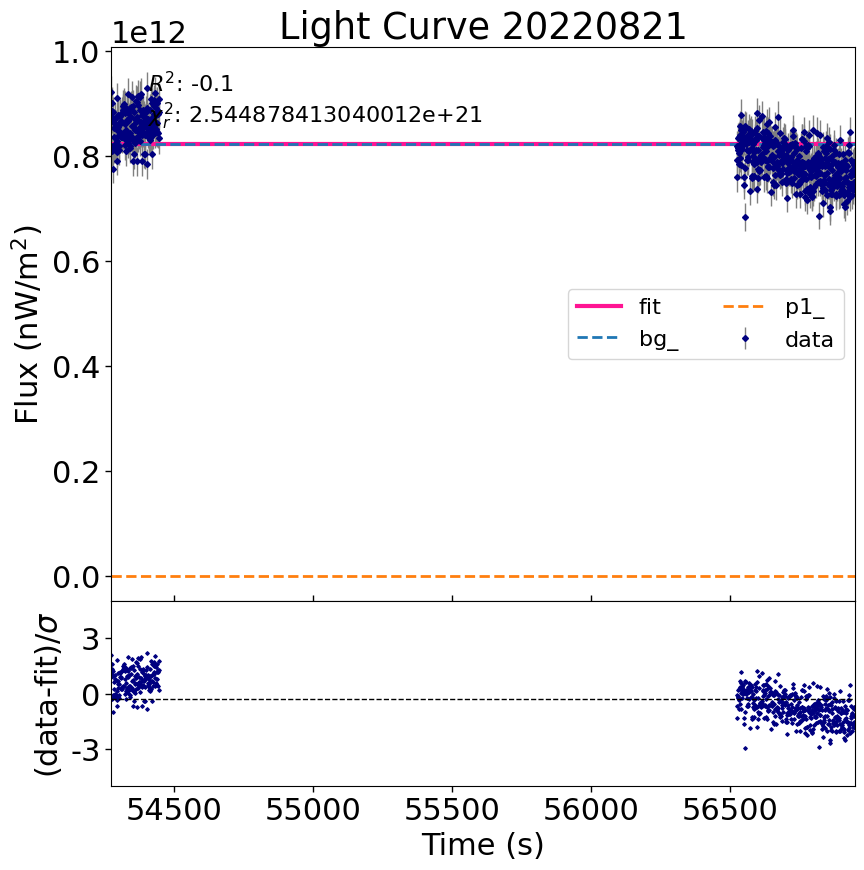 Light Curve 20220821
1e12
R²: -0.1
χ²ᵣ: 2.544878413040012e+21
1.0
0.8
0.6
0.4
0.2
0.0
Flux (nW/m²)
fit
bg_
p1_
data
3
0
-3
(data-fit)/σ
54500
55000
55500
56000
56500
Time (s)